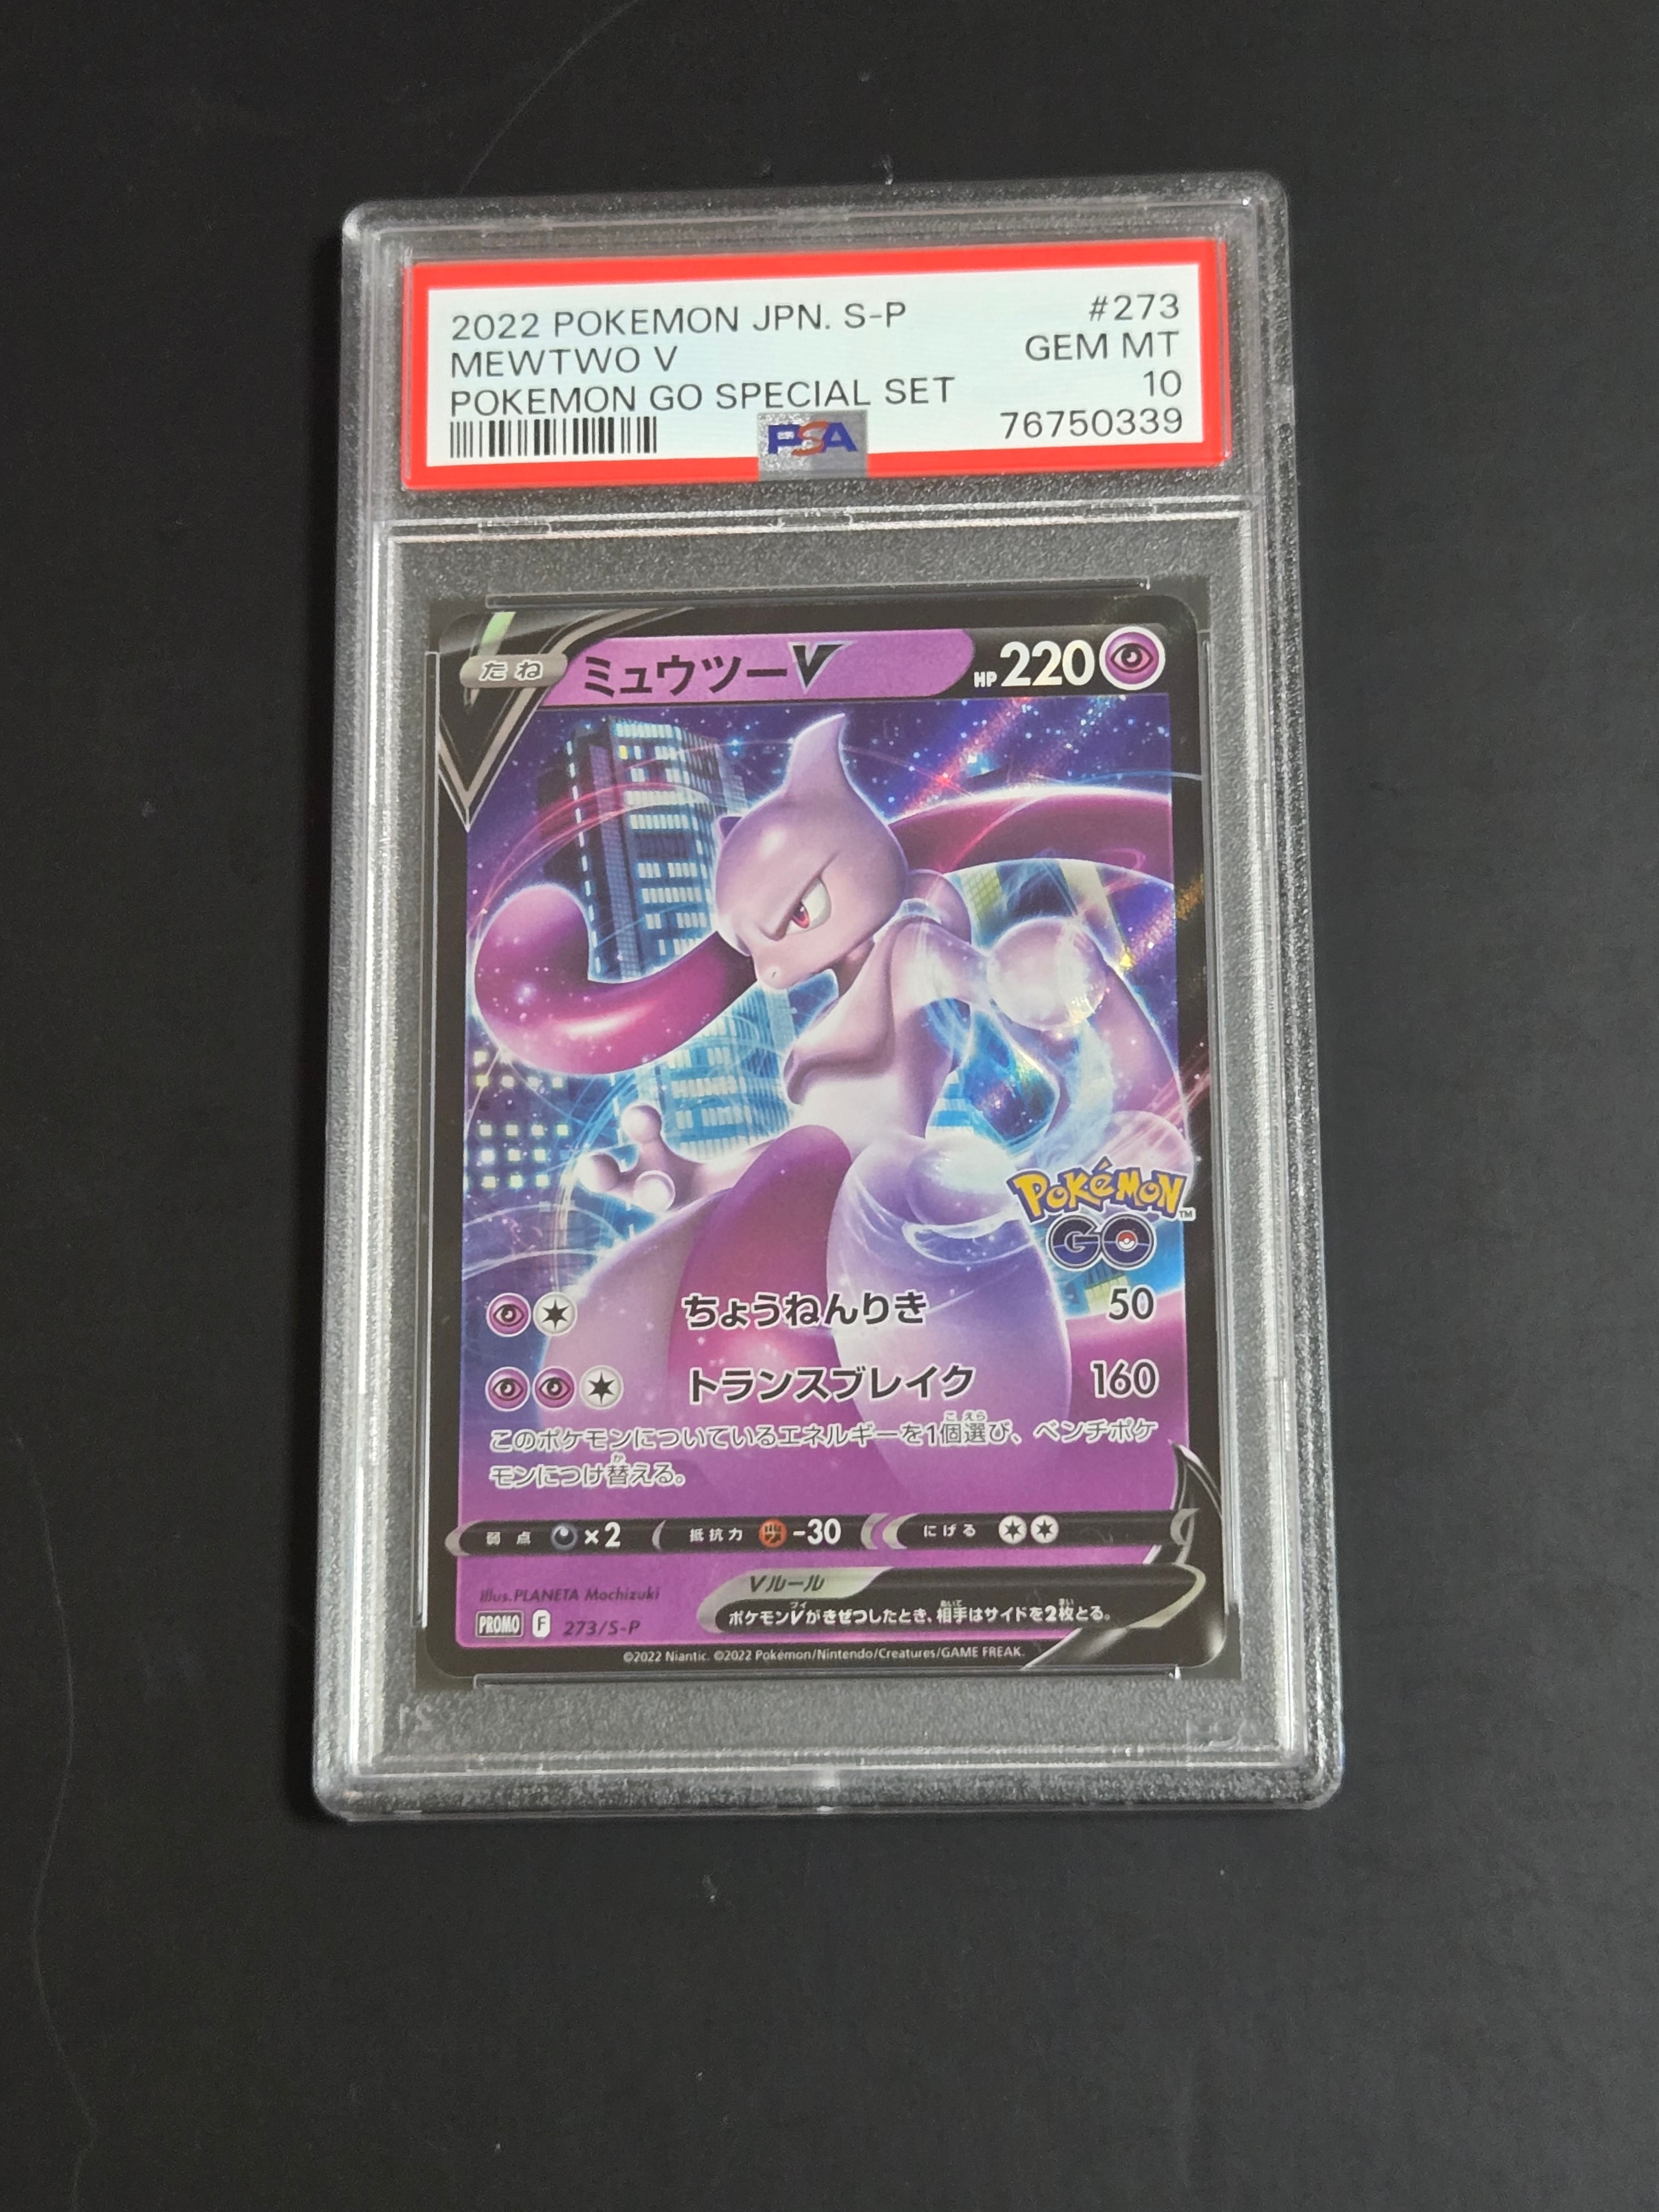 2022 POKEMON JPN. S-P #273
MEWTWO V GEM MT
POKEMON GO SPECIAL SET 10
PSA 76750339
たね ミュウツーV HP 220
POKéMON™
GO
ちょうねんりき 50
トランスブレイク 160
このポケモンについているエネルギーを1個選び、ベンチポケ
モンにつけ替える。
弱点 ×2 抵抗力 -30 にげる
Illus.PLANETA Mochizuki
Vルール
PROMO F 273/S-P
ポケモンVがきぜつしたとき、相手はサイドを2枚とる。
©2022 Niantic. ©2022 Pokémon/Nintendo/Creatures/GAME FREAK.